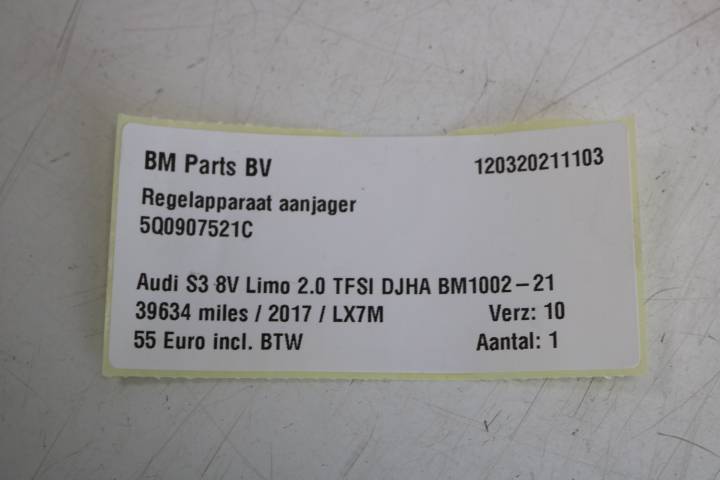 BM Parts BV 120320211103
Regelapparaat aanjager
5Q0907521C
Audi S3 8V Limo 2.0 TFSI DJHA BM1002-21
39634 miles / 2017 / LX7M Verz: 10
55 Euro incl. BTW Aantal: 1